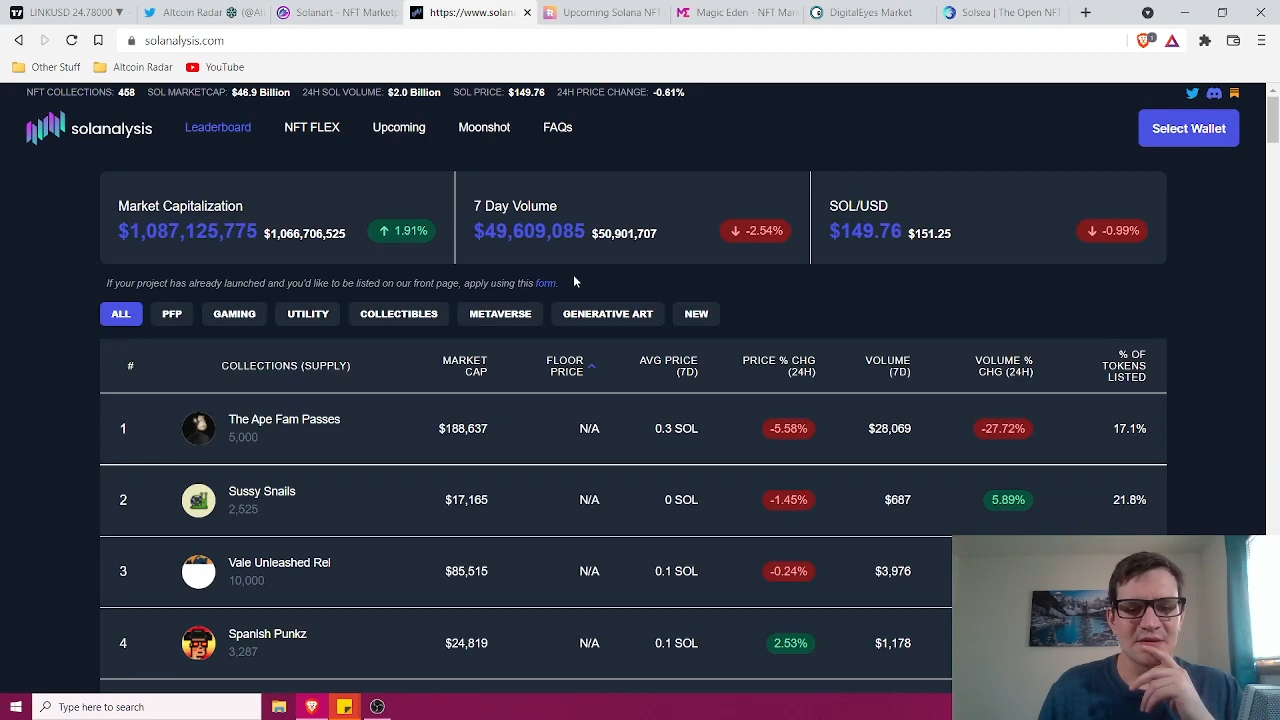 LINKUSD 24.7800
Altcoin Radar (@Alt
Solanart – NFT Market
https://www.solan
Upcoming Solana NFT
Magic Eden - NFT Mark
DigitalEyes Market
Solsea | The Open NFT
solanalysis.com
1
Other Stuff
Altcoin Radar
YouTube
NFT COLLECTIONS: 458 SOL MARKETCAP: $46.9 Billion 24H SOL VOLUME: $2.0 Billion SOL PRICE: $149.76 24H PRICE CHANGE: -0.61%
solanalysis
Leaderboard NFT FLEX Upcoming Moonshot FAQs
Select Wallet
Market Capitalization
$1,087,125,775 $1,066,706,525 1.91%
7 Day Volume
$49,609,085 $50,901,707 -2.54%
SOL/USD
$149.76 $151.25 -0.99%
If your project has already launched and you'd like to be listed on our front page, apply using this form.
ALL PFP GAMING UTILITY COLLECTIBLES METAVERSE GENERATIVE ART NEW
# COLLECTIONS (SUPPLY) MARKET CAP FLOOR PRICE AVG PRICE (7D) PRICE % CHG (24H) VOLUME (7D) VOLUME % CHG (24H) % OF TOKENS LISTED
1 The Ape Fam Passes $188,637 N/A 0.3 SOL -5.58% $28,069 -27.72% 17.1%
5,000
2 Sussy Snails $17,165 N/A 0 SOL -1.45% $687 5.89% 21.8%
2,525
3 Vale Unleashed Rel $85,515 N/A 0.1 SOL -0.24% $3,976
10,000
4 Spanish Punkz $24,819 N/A 0.1 SOL 2.53% $1,178
3,287
Type here to search